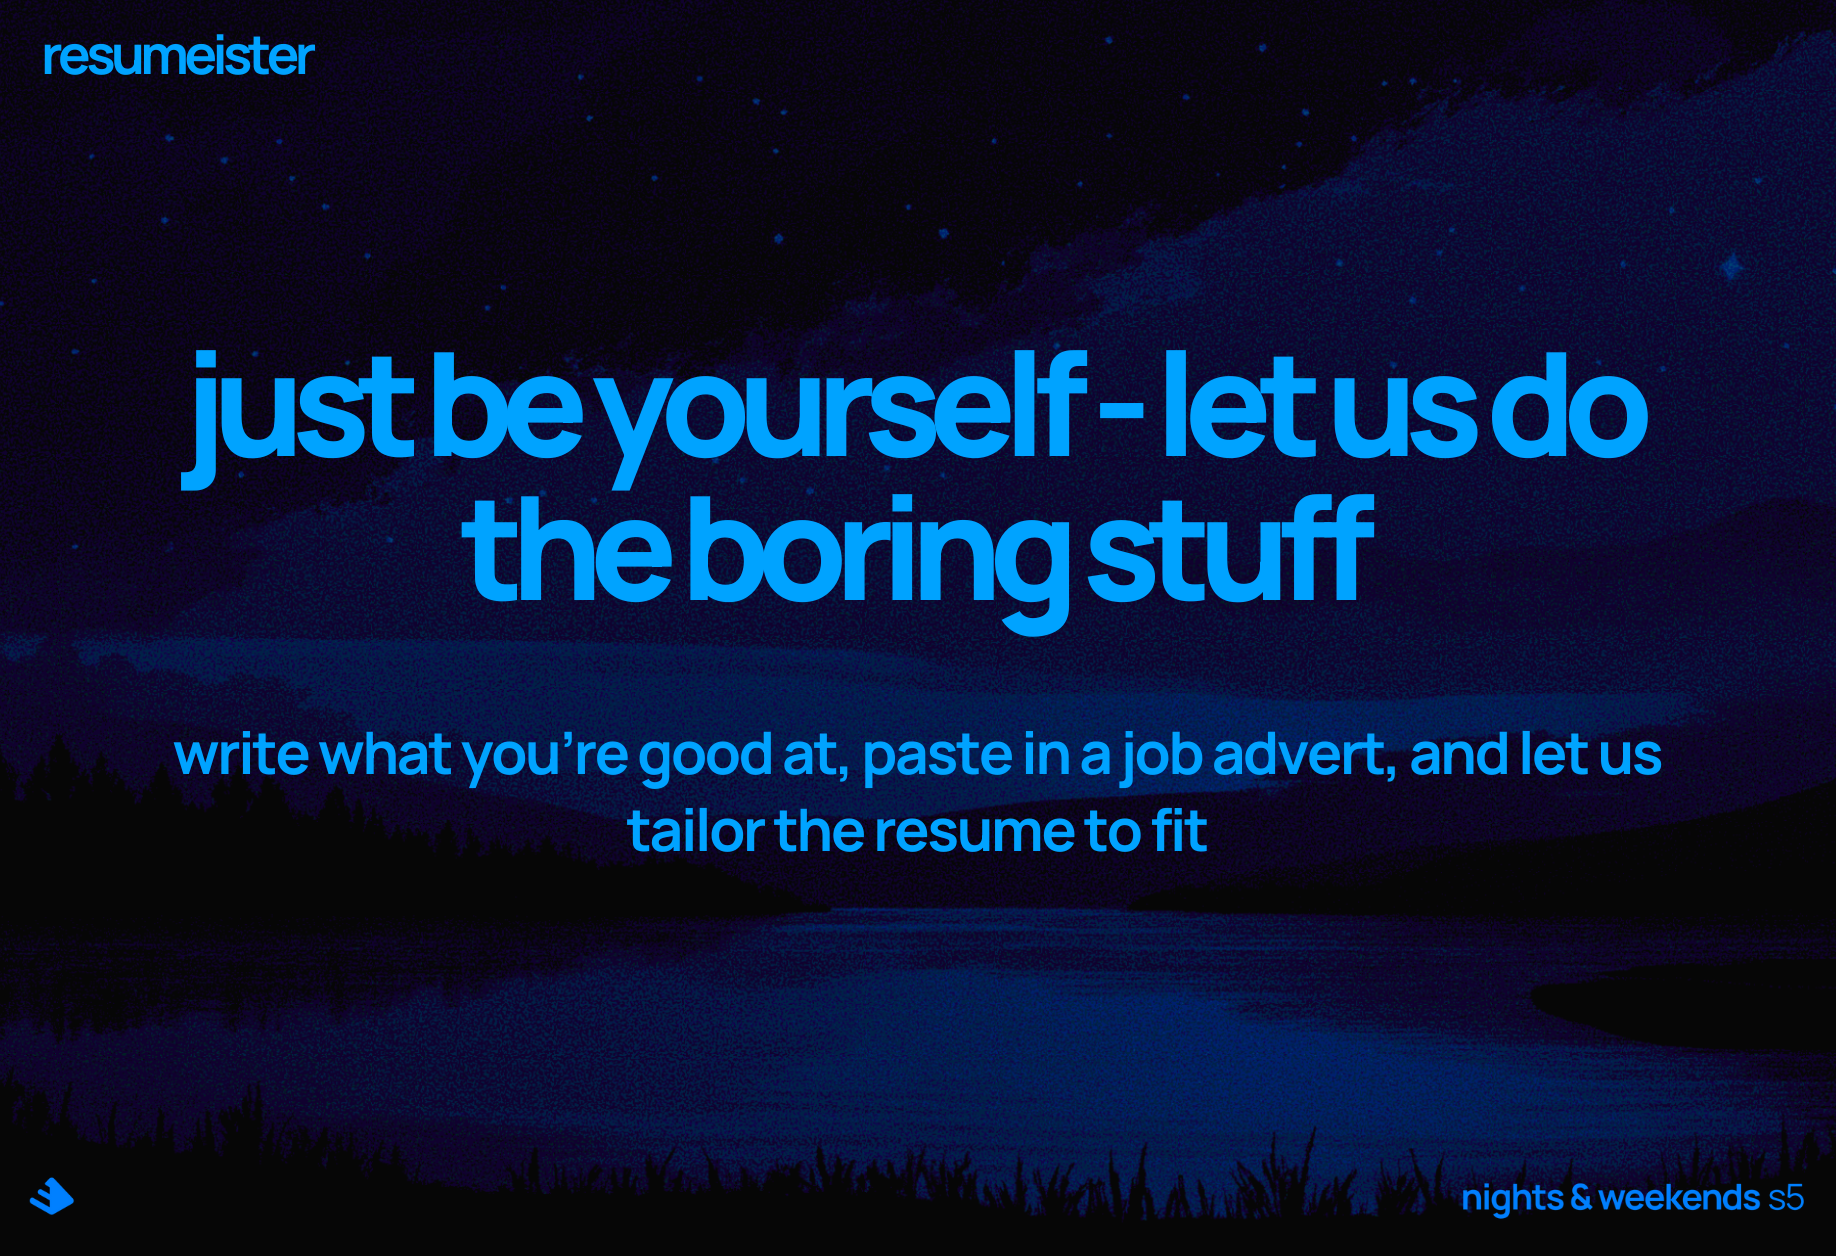 resumeister
just be yourself - let us do
the boring stuff
write what you’re good at, paste in a job advert, and let us
tailor the resume to fit
nights & weekends s5